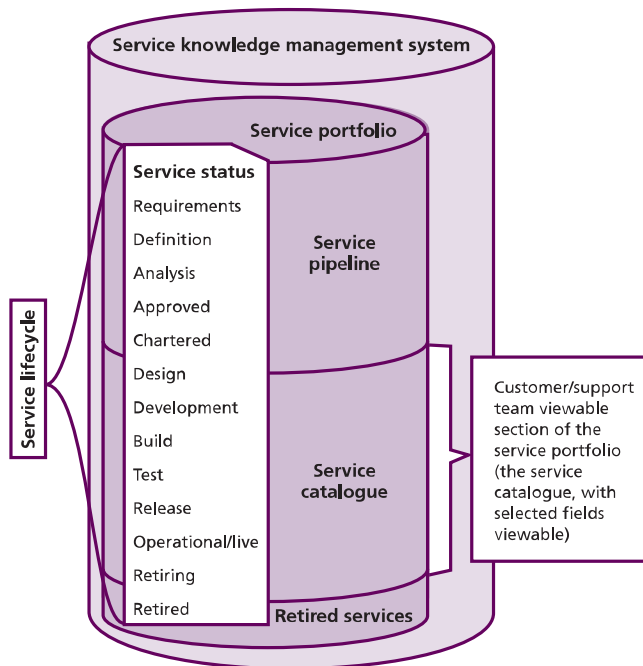 Service knowledge management system
Service portfolio
Service status
Requirements
Definition
Analysis
Approved
Chartered
Design
Development
Build
Test
Release
Operational/live
Retiring
Retired
Service
pipeline
Service
catalogue
Retired services
Service lifecycle
Customer/support
team viewable
section of the
service portfolio
(the service
catalogue, with
selected fields
viewable)